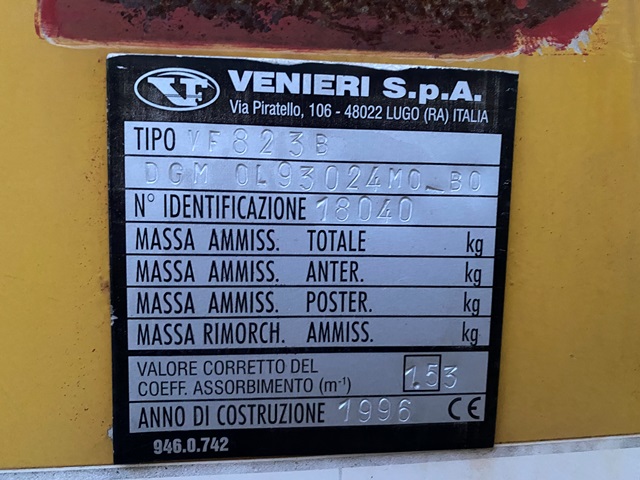 VF VENIERI S.p.A.
Via Piratello, 106 - 48022 LUGO (RA) ITALIA
TIPO VF823B
DGM OL93024MO_BO
N° IDENTIFICAZIONE 18040
MASSA AMMISS. TOTALE kg
MASSA AMMISS. ANTER. kg
MASSA AMMISS. POSTER. kg
MASSA RIMORCH. AMMISS. kg
VALORE CORRETTO DEL
COEFF. ASSORBIMENTO (m-¹) 1.53
ANNO DI COSTRUZIONE 1996 CE
946.0.742